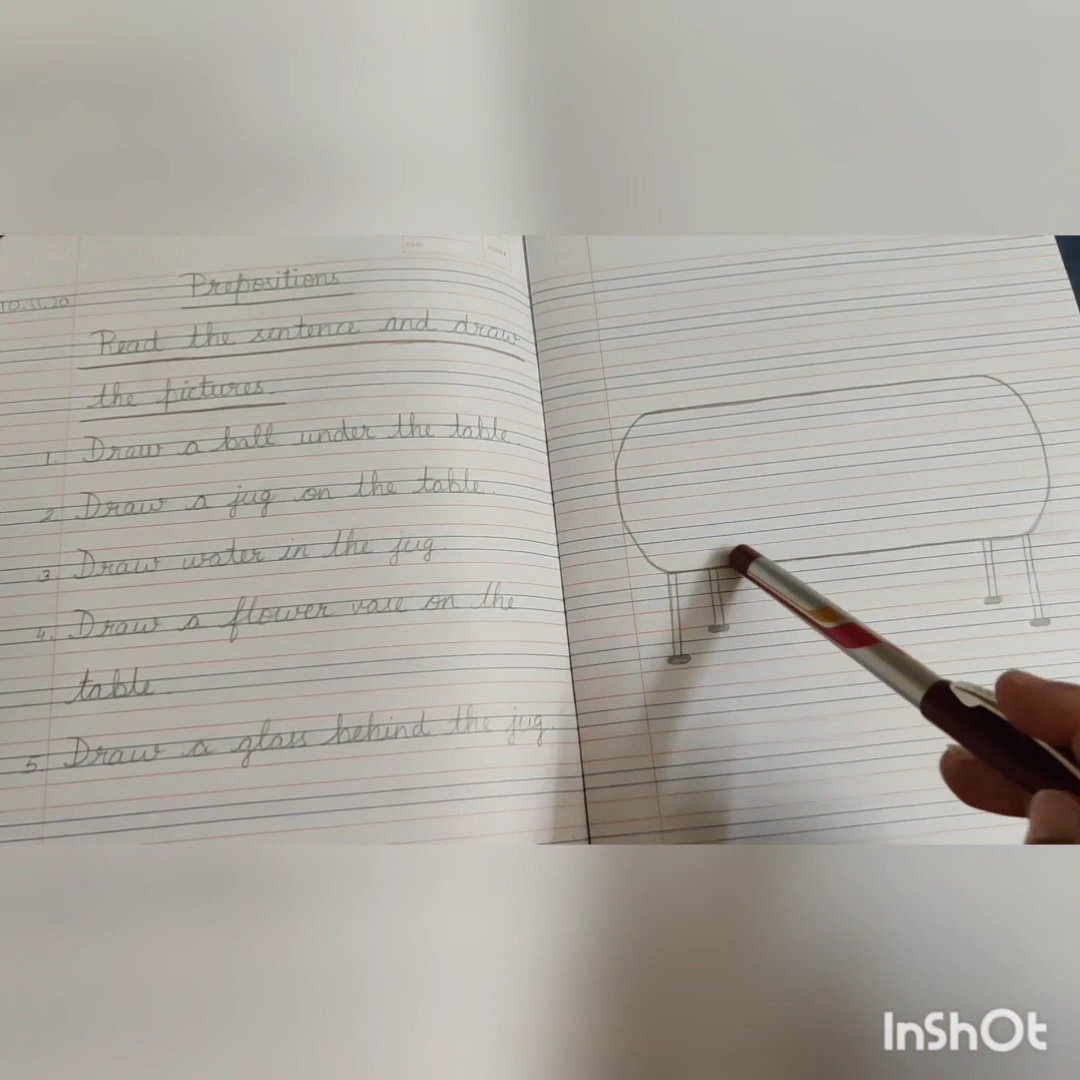 10.11.20
Prepositions
Read the sentence and draw
the pictures.
1. Draw a ball under the table.
2. Draw a jug on the table.
3. Draw water in the jug.
4. Draw a flower vase on the
table.
5. Draw a glass behind the jug.
InShOt